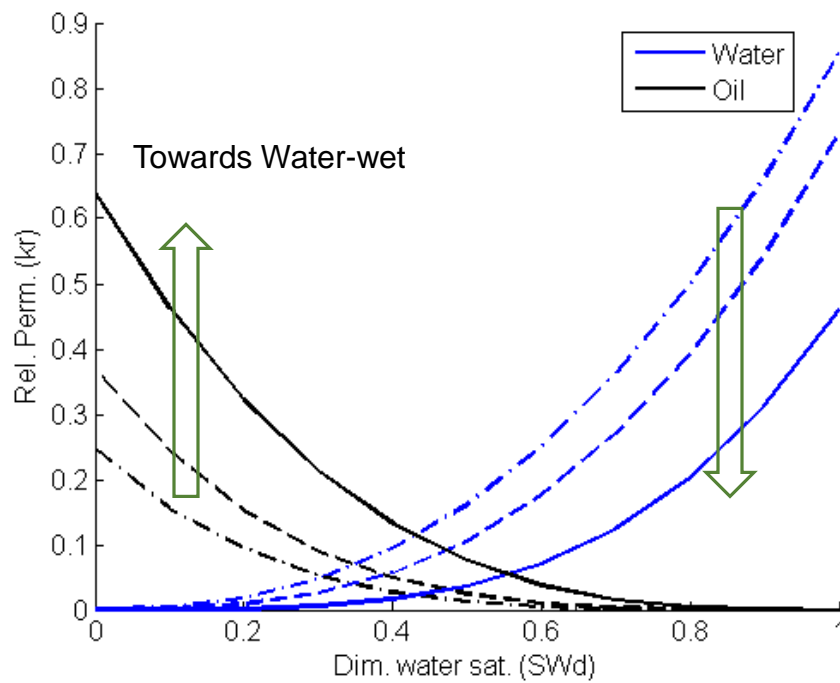 0.9
0.8
0.7
0.6
0.5
0.4
0.3
0.2
0.1
0
Rel. Perm. (kr)
Water
Oil
Towards Water-wet
0 0.2 0.4 0.6 0.8 1
Dim. water sat. (SWd)